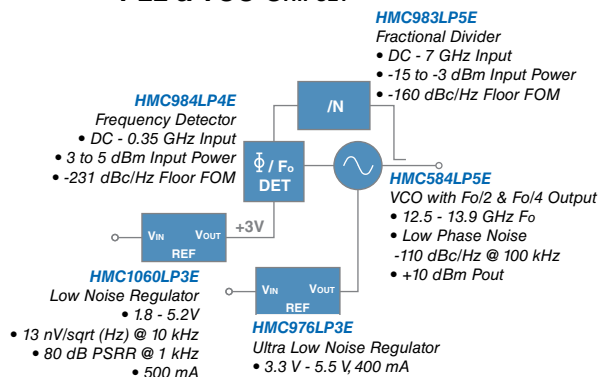 HMC983LP5E
Fractional Divider
• DC - 7 GHz Input
• -15 to -3 dBm Input Power
• -160 dBc/Hz Floor FOM
/N
HMC984LP4E
Frequency Detector
• DC - 0.35 GHz Input
• 3 to 5 dBm Input Power
• -231 dBc/Hz Floor FOM
Φ / Fo
DET
HMC584LP5E
VCO with Fo/2 & Fo/4 Output
• 12.5 - 13.9 GHz Fo
• Low Phase Noise
-110 dBc/Hz @ 100 kHz
• +10 dBm Pout
VIN VOUT
REF
+3V
HMC1060LP3E
Low Noise Regulator
• 1.8 - 5.2V
• 13 nV/sqrt (Hz) @ 10 kHz
• 80 dB PSRR @ 1 kHz
• 500 mA
VIN VOUT
REF
HMC976LP3E
Ultra Low Noise Regulator
• 3.3 V - 5.5 V, 400 mA